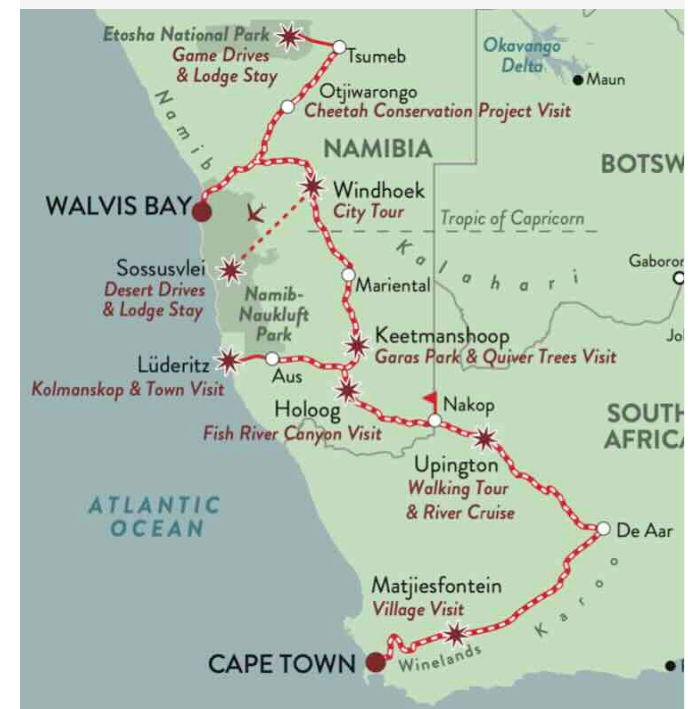 Etosha National Park
Game Drives
& Lodge Stay
Tsumeb
Okavango
Delta
Maun
Otjiwarongo
Cheetah Conservation Project Visit
Namib
NAMIBIA
BOTSW
WALVIS BAY
Windhoek
City Tour
Tropic of Capricorn
Kalahari
Gaboron
Sossusvlei
Desert Drives
& Lodge Stay
Mariental
Namib-
Naukluft
Park
Keetmanshoop
Garas Park & Quiver Trees Visit
Jo
Lüderitz
Kolmanskop & Town Visit
Aus
Holoog
Fish River Canyon Visit
Nakop
SOUTH
AFRICA
Upington
Walking Tour
& River Cruise
ATLANTIC
OCEAN
De Aar
Matjiesfontein
Village Visit
Karoo
CAPE TOWN
Winelands